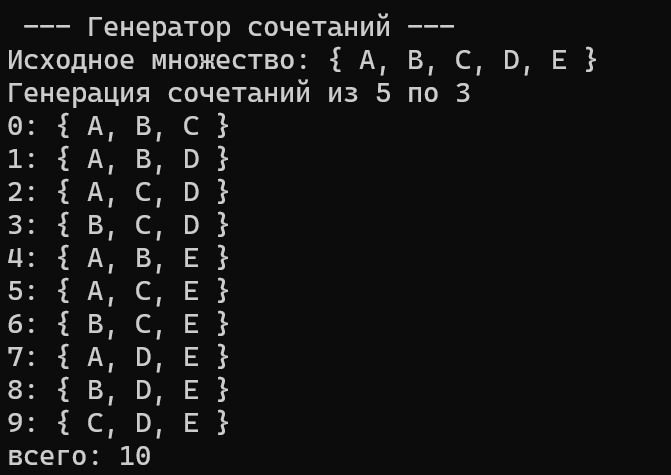 --- Генератор сочетаний ---
Исходное множество: { A, B, C, D, E }
Генерация сочетаний из 5 по 3
0: { A, B, C }
1: { A, B, D }
2: { A, C, D }
3: { B, C, D }
4: { A, B, E }
5: { A, C, E }
6: { B, C, E }
7: { A, D, E }
8: { B, D, E }
9: { C, D, E }
всего: 10